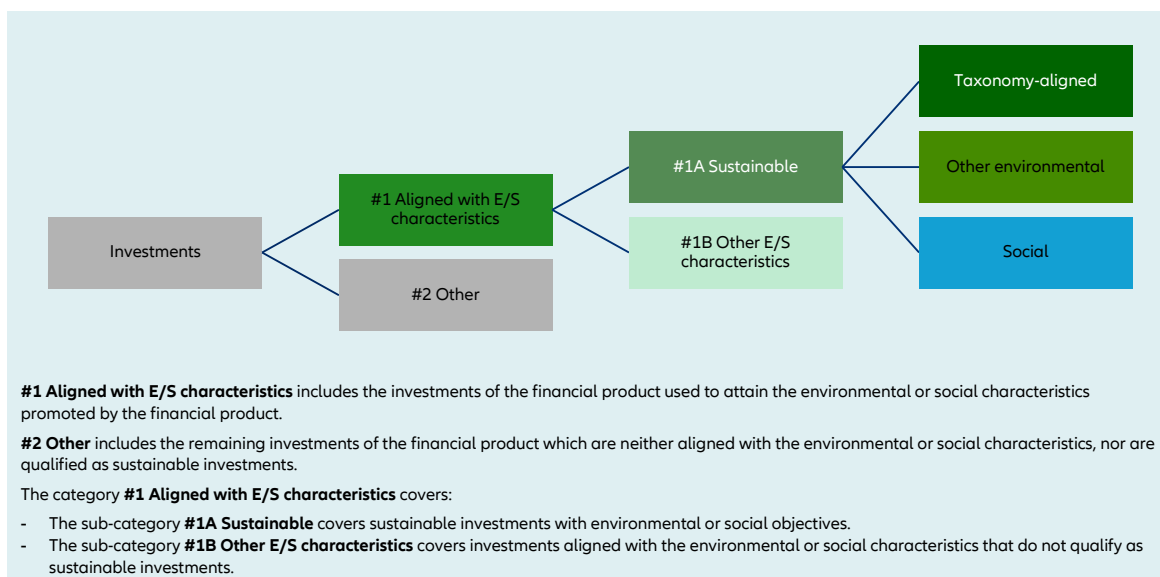 Taxonomy-aligned
#1A Sustainable
Other environmental
#1 Aligned with E/S
characteristics
Investments
#1B Other E/S
characteristics
Social
#2 Other
#1 Aligned with E/S characteristics includes the investments of the financial product used to attain the environmental or social characteristics
promoted by the financial product.
#2 Other includes the remaining investments of the financial product which are neither aligned with the environmental or social characteristics, nor are
qualified as sustainable investments.
The category #1 Aligned with E/S characteristics covers:
- The sub-category #1A Sustainable covers sustainable investments with environmental or social objectives.
- The sub-category #1B Other E/S characteristics covers investments aligned with the environmental or social characteristics that do not qualify as
sustainable investments.